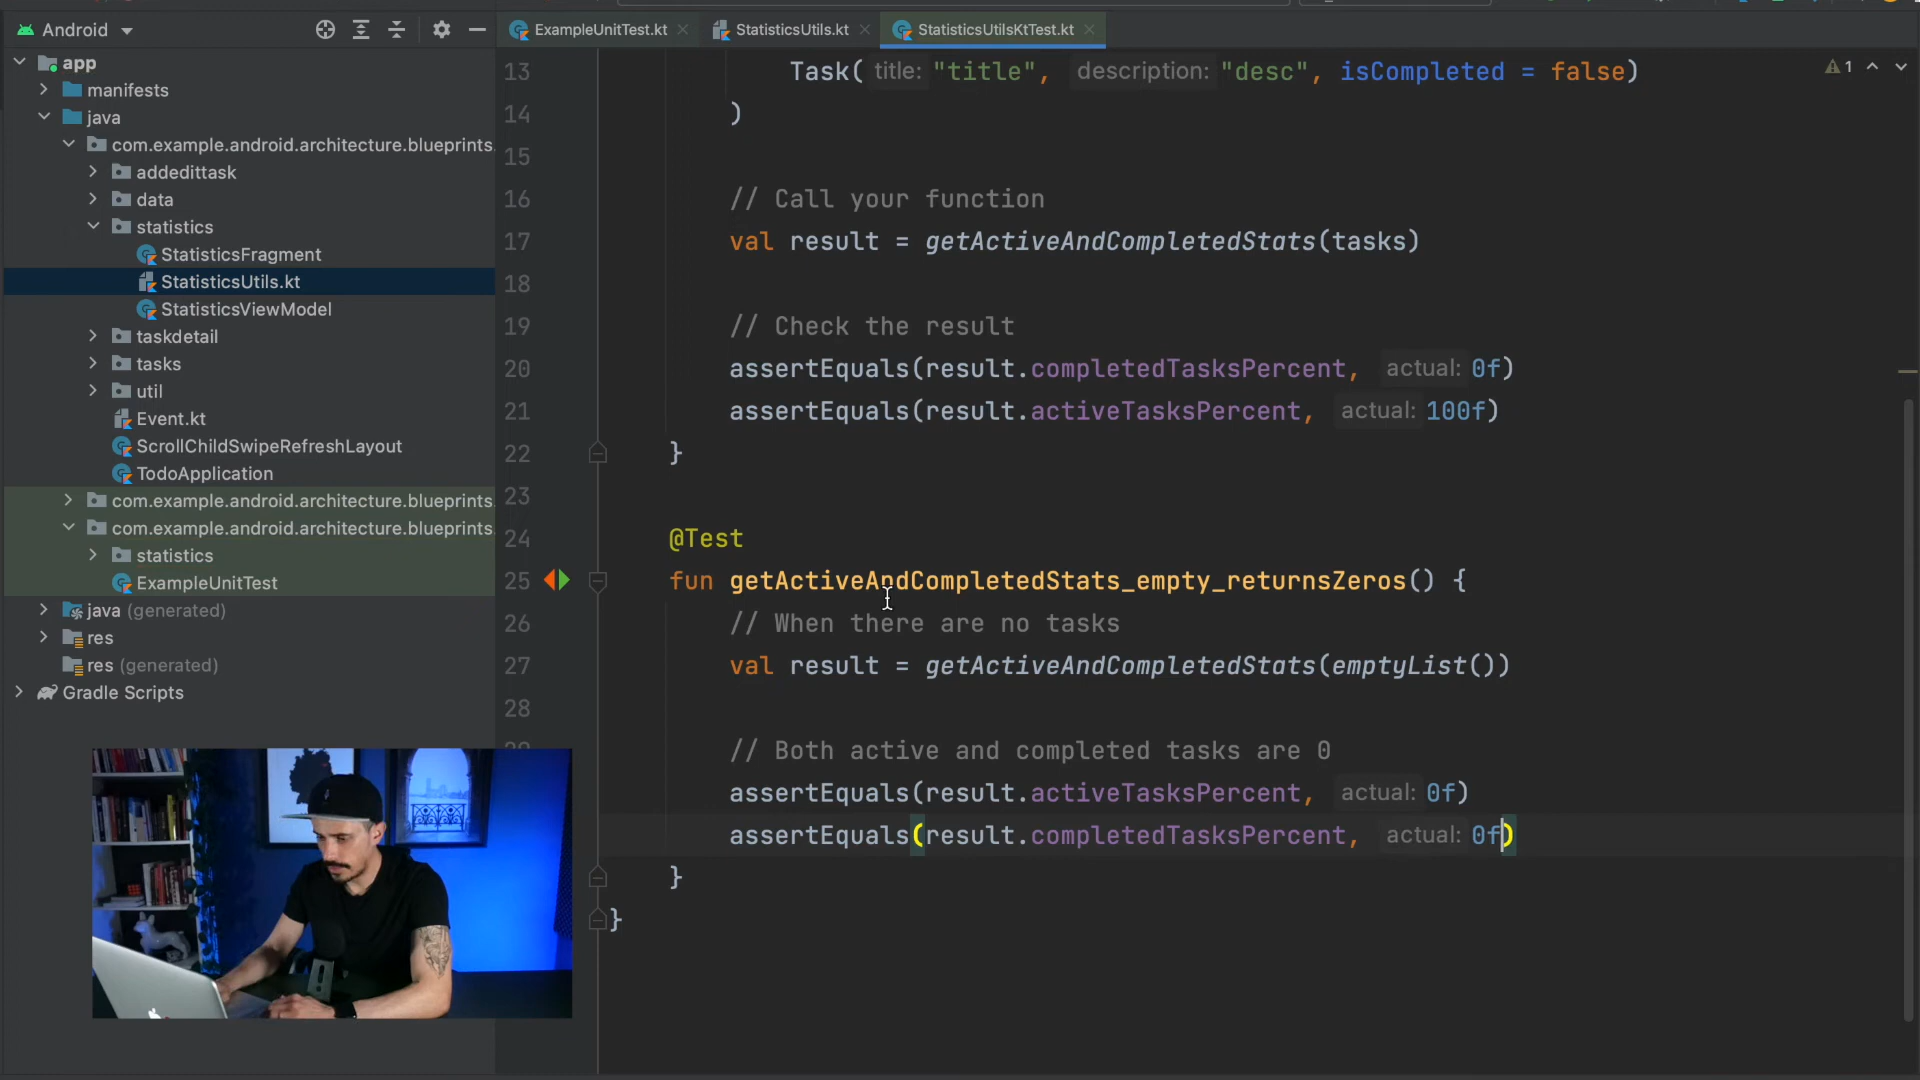 Android
ExampleUnitTest.kt
StatisticsUtils.kt
StatisticsUtilsKtTest.kt
app
manifests
java
com.example.android.architecture.blueprints.
addedittask
data
statistics
StatisticsFragment
StatisticsUtils.kt
StatisticsViewModel
taskdetail
tasks
util
Event.kt
ScrollChildSwipeRefreshLayout
TodoApplication
com.example.android.architecture.blueprints.
com.example.android.architecture.blueprints.
statistics
ExampleUnitTest
java (generated)
res
res (generated)
Gradle Scripts
1
13 Task( title: "title", description: "desc", isCompleted = false)
14 )
15
16 // Call your function
17 val result = getActiveAndCompletedStats(tasks)
18
19 // Check the result
20 assertEquals(result.completedTasksPercent, actual: 0f)
21 assertEquals(result.activeTasksPercent, actual: 100f)
22 }
23
24 @Test
25 fun getActiveAndCompletedStats_empty_returnsZeros() {
26 // When there are no tasks
27 val result = getActiveAndCompletedStats(emptyList())
28
// Both active and completed tasks are 0
assertEquals(result.activeTasksPercent, actual: 0f)
assertEquals(result.completedTasksPercent, actual: 0f)
}
}